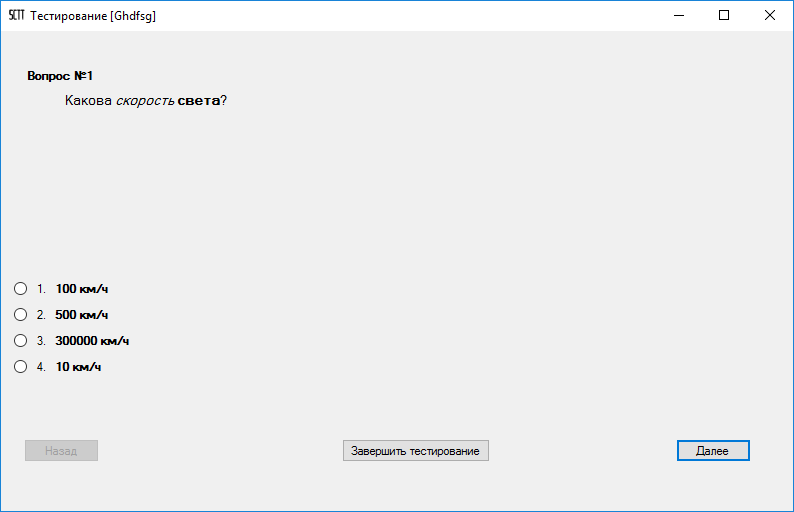 SCTT Тестирование [Ghdfsg]
Вопрос №1
Какова скорость света?
1. 100 км/ч
2. 500 км/ч
3. 300000 км/ч
4. 10 км/ч
Назад Завершить тестирование Далее